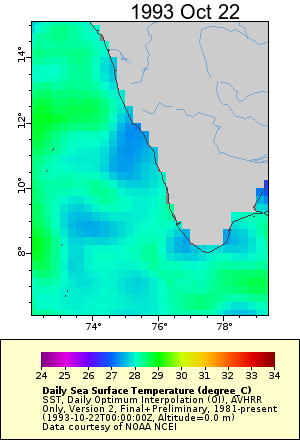 1993 Oct 22
14°
12°
10°
8°
74° 76° 78°
24 25 26 27 28 29 30 31 32 33 34
Daily Sea Surface Temperature (degree_C)
SST, Daily Optimum Interpolation (OI), AVHRR
Only, Version 2, Final+Preliminary, 1981-present
(1993-10-22T00:00:00Z, Altitude=0.0 m)
Data courtesy of NOAA NCEI